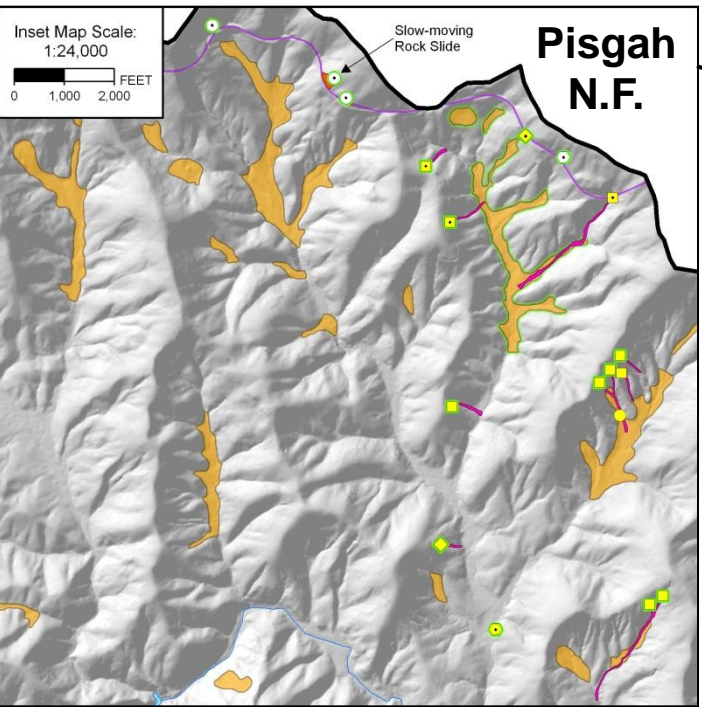 Inset Map Scale:
1:24,000
FEET
0 1,000 2,000
Slow-moving
Rock Slide
Pisgah
N.F.